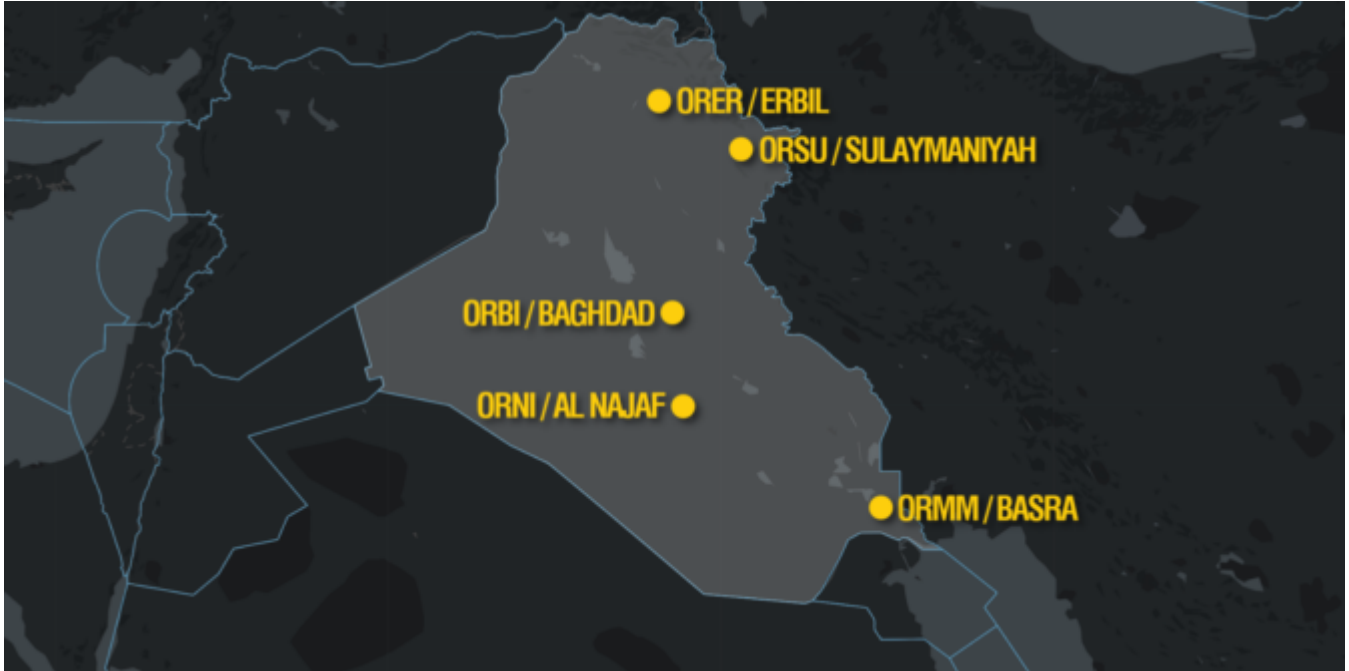 ORER / ERBIL
ORSU / SULAYMANIYAH
ORBI / BAGHDAD
ORNI / AL NAJAF
ORMM / BASRA